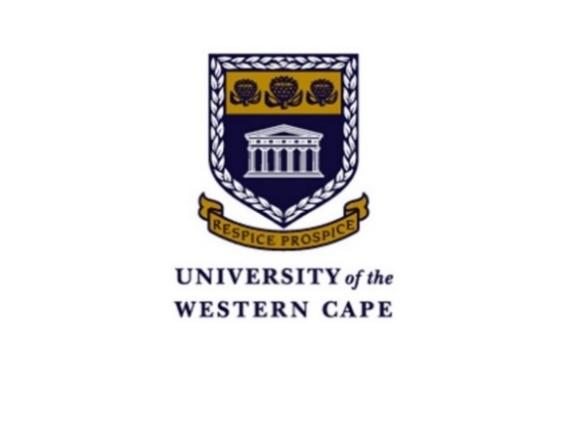 RESPICE PROSPICE
UNIVERSITY of the
WESTERN CAPE